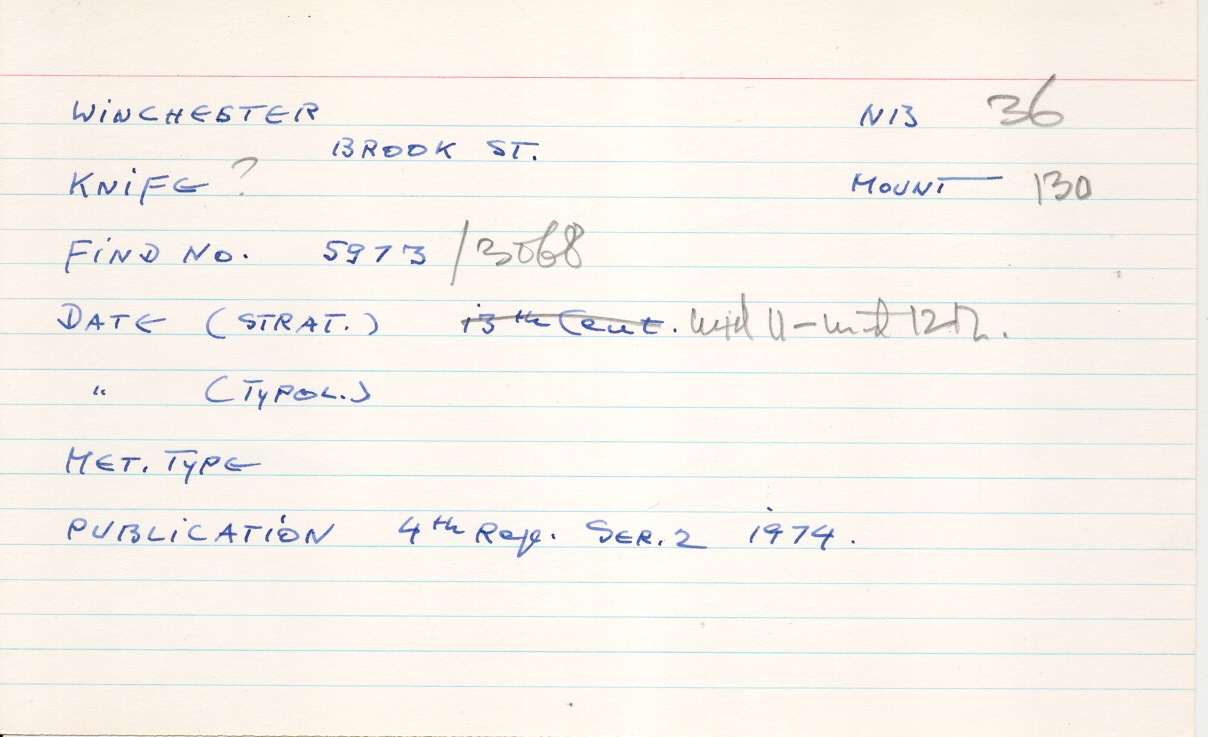 WINCHESTER NB 36
BROOK ST.
KNIFE ? MOUNT 130
FIND NO. 5973 /3068
DATE (STRAT.) 13th Cent. mid 11 - mid 12th.
" (TYPOL.)
MET. TYPE
PUBLICATION 4th Rep. SER. 2 1974.